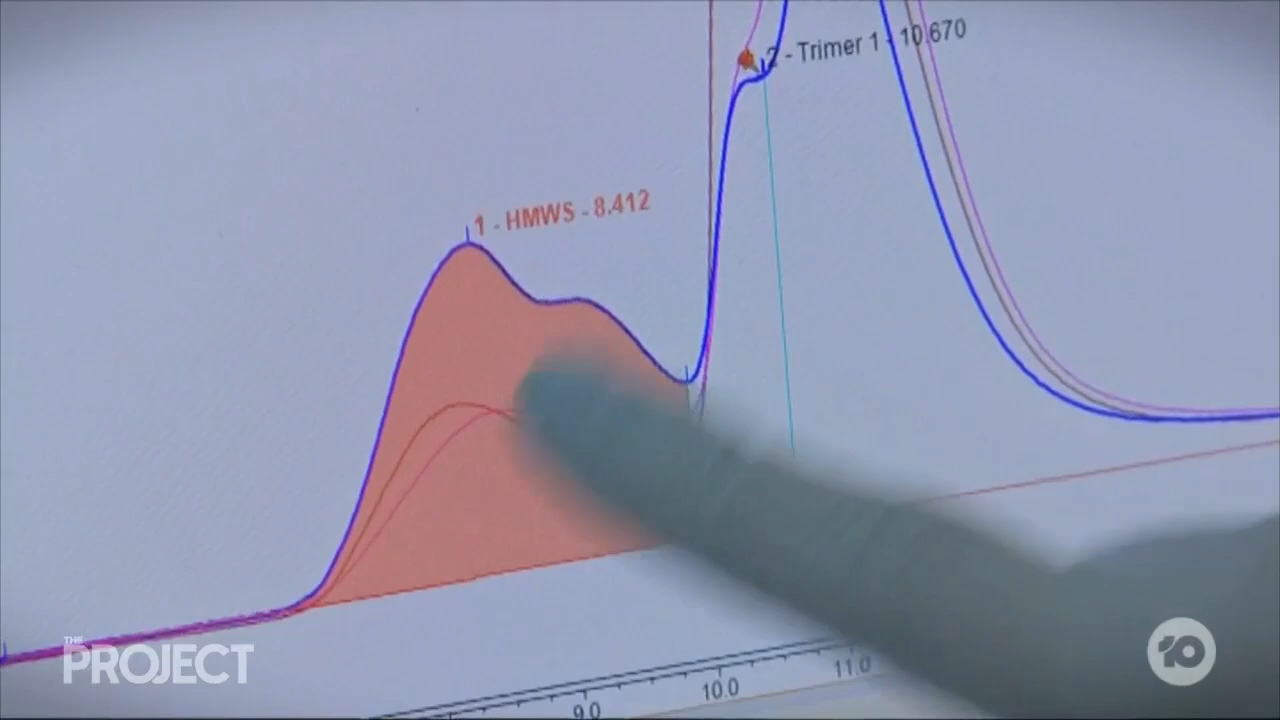 2 - Trimer 1 - 10.670
1 - HMWS - 8.412
9.0
10.0
11.0
THE
PROJECT
10